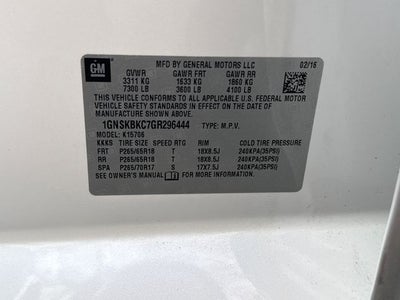 GM
MFD BY GENERAL MOTORS LLC 02/16
GVWR GAWR FRT GAWR RR
3311 KG 1633 KG 1860 KG
7300 LB 3600 LB 4100 LB
THIS VEHICLE CONFORMS TO ALL APPLICABLE U.S. FEDERAL MOTOR
VEHICLE SAFETY STANDARDS IN EFFECT ON THE DATE OF
MANUFACTURE SHOWN ABOVE.
1GNSKBKC7GR296444 TYPE: M.P.V.
MODEL: K15706
KKKS TIRE SIZE SPEED RTG RIM COLD TIRE PRESSURE
FRT P265/65R18 T 18X8.5J 240KPA(35PSI)
RR P265/65R18 T 18X8.5J 240KPA(35PSI)
SPA P265/70R17 S 17X7.5J 240KPA(35PSI)
SEE OWNER'S MANUAL FOR MORE INFORMATION.